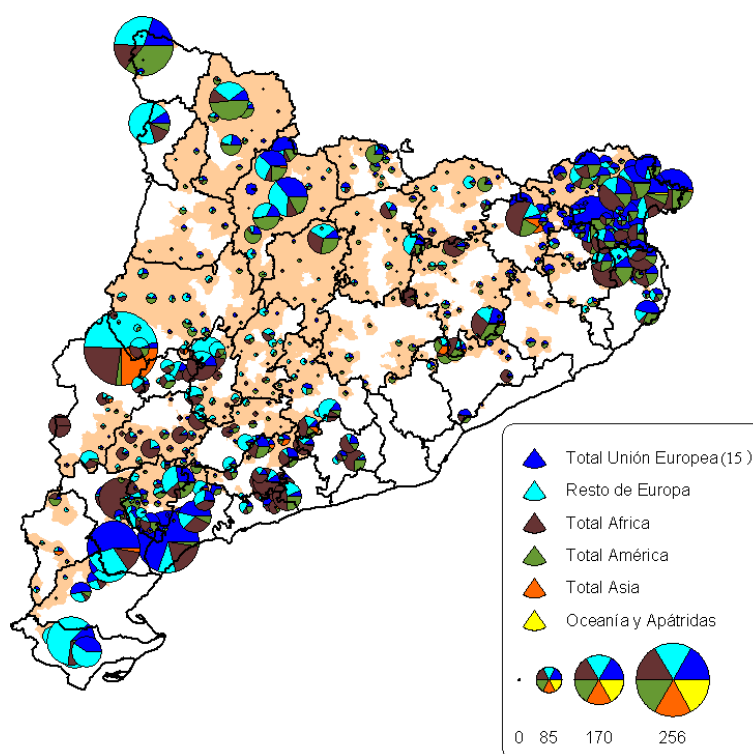 Total Unión Europea (15 )
Resto de Europa
Total Africa
Total América
Total Asia
Oceanía y Apátridas
0 85 170 256